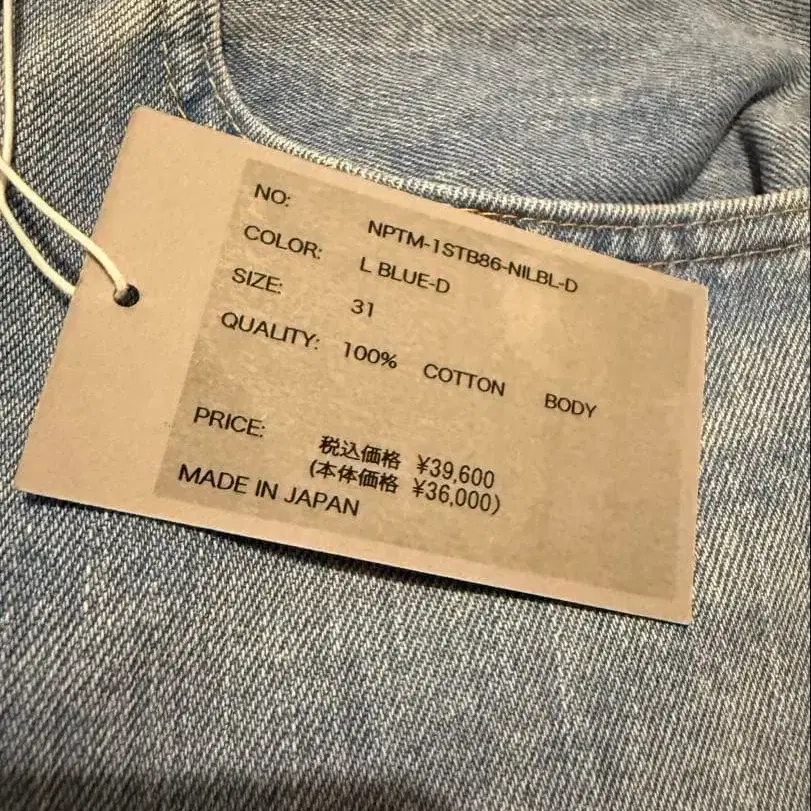 NO: NPTM-1STB86-NILBL-D
COLOR: L BLUE-D
SIZE: 31
QUALITY: 100% COTTON BODY
PRICE: 税込価格 ¥39,600
(本体価格 ¥36,000)
MADE IN JAPAN